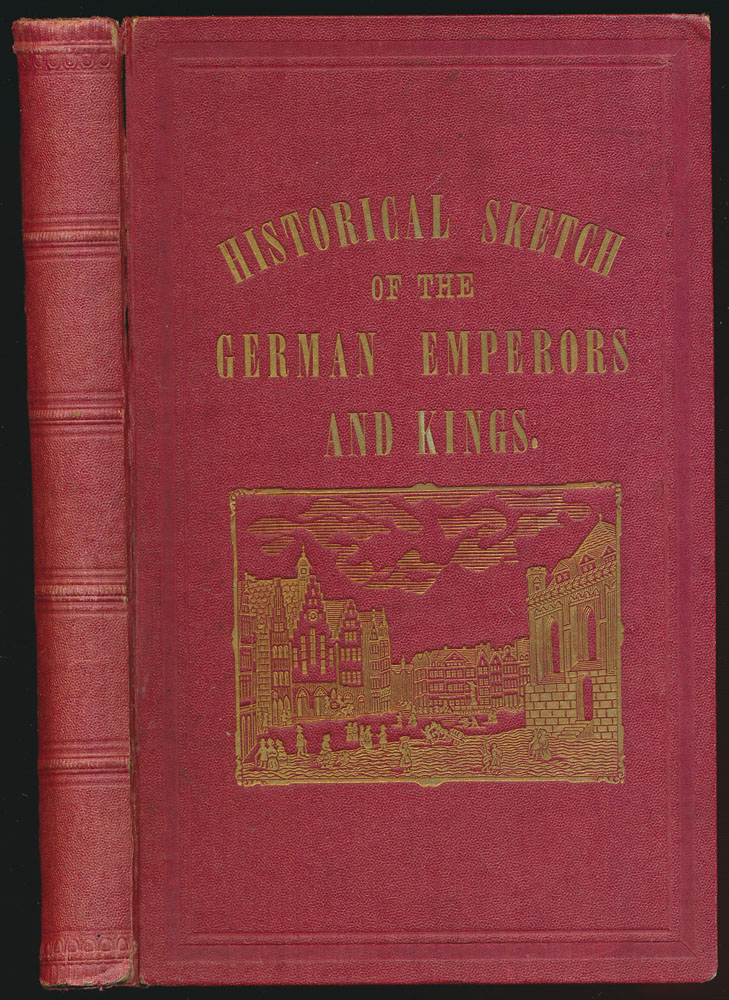 HISTORICAL SKETCH
OF THE
GERMAN EMPERORS
AND KINGS.